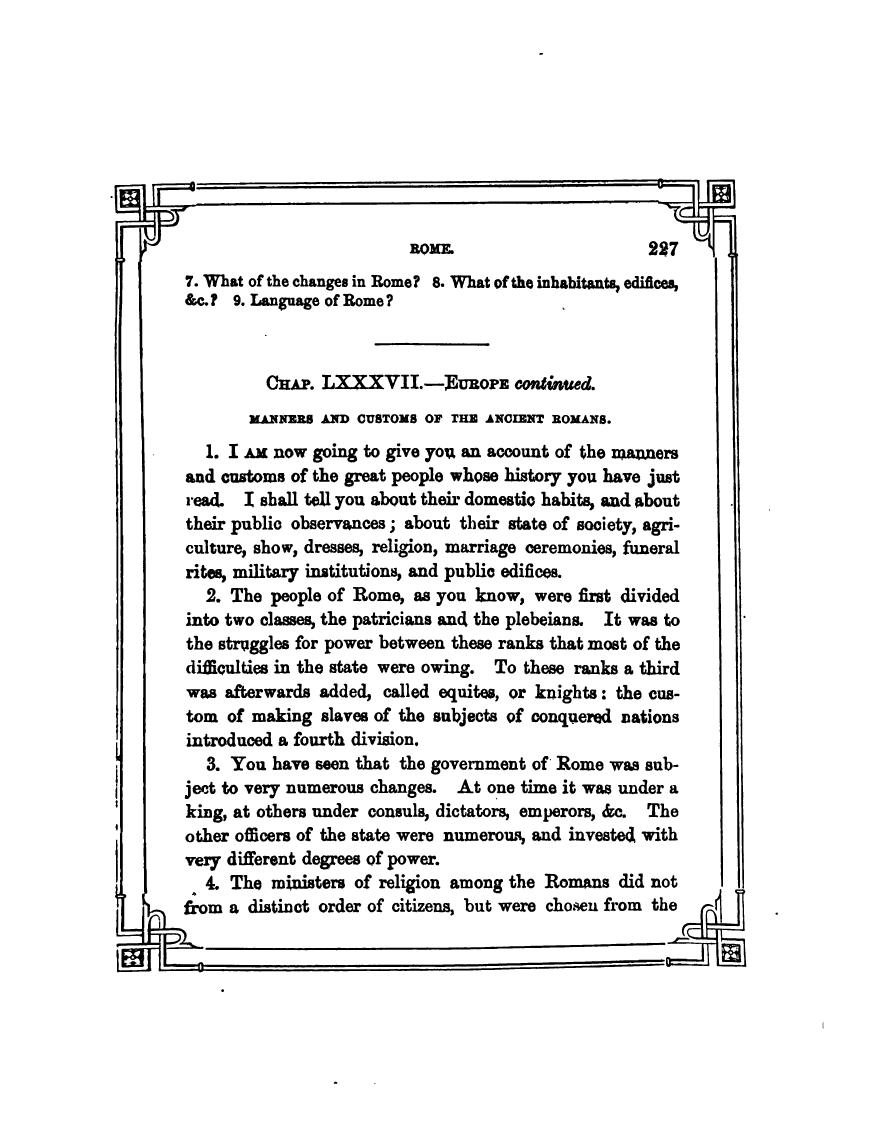 ROME. 227
7. What of the changes in Rome? 8. What of the inhabitants, edifices,
&c.? 9. Language of Rome?
CHAP. LXXXVII.—EUROPE continued.
MANNERS AND CUSTOMS OF THE ANCIENT ROMANS.
1. I AM now going to give you an account of the manners
and customs of the great people whose history you have just
read. I shall tell you about their domestic habits, and about
their public observances; about their state of society, agri-
culture, show, dresses, religion, marriage ceremonies, funeral
rites, military institutions, and public edifices.
2. The people of Rome, as you know, were first divided
into two classes, the patricians and the plebeians. It was to
the struggles for power between these ranks that most of the
difficulties in the state were owing. To these ranks a third
was afterwards added, called equites, or knights: the cus-
tom of making slaves of the subjects of conquered nations
introduced a fourth division.
3. You have seen that the government of Rome was sub-
ject to very numerous changes. At one time it was under a
king, at others under consuls, dictators, emperors, &c. The
other officers of the state were numerous, and invested with
very different degrees of power.
4. The ministers of religion among the Romans did not
from a distinct order of citizens, but were chosen from the